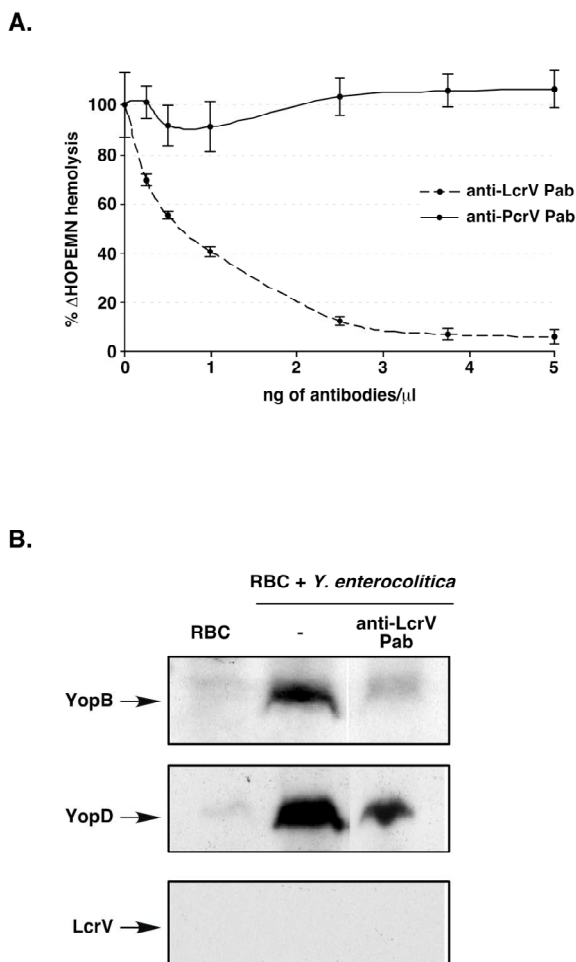 A.
% ΔHOPEMN hemolysis
100
80
60
40
20
0
0 1 2 3 4 5
ng of antibodies/μl
anti-LcrV Pab
anti-PcrV Pab
B.
RBC + Y. enterocolitica
RBC - anti-LcrV
Pab
YopB
YopD
LcrV